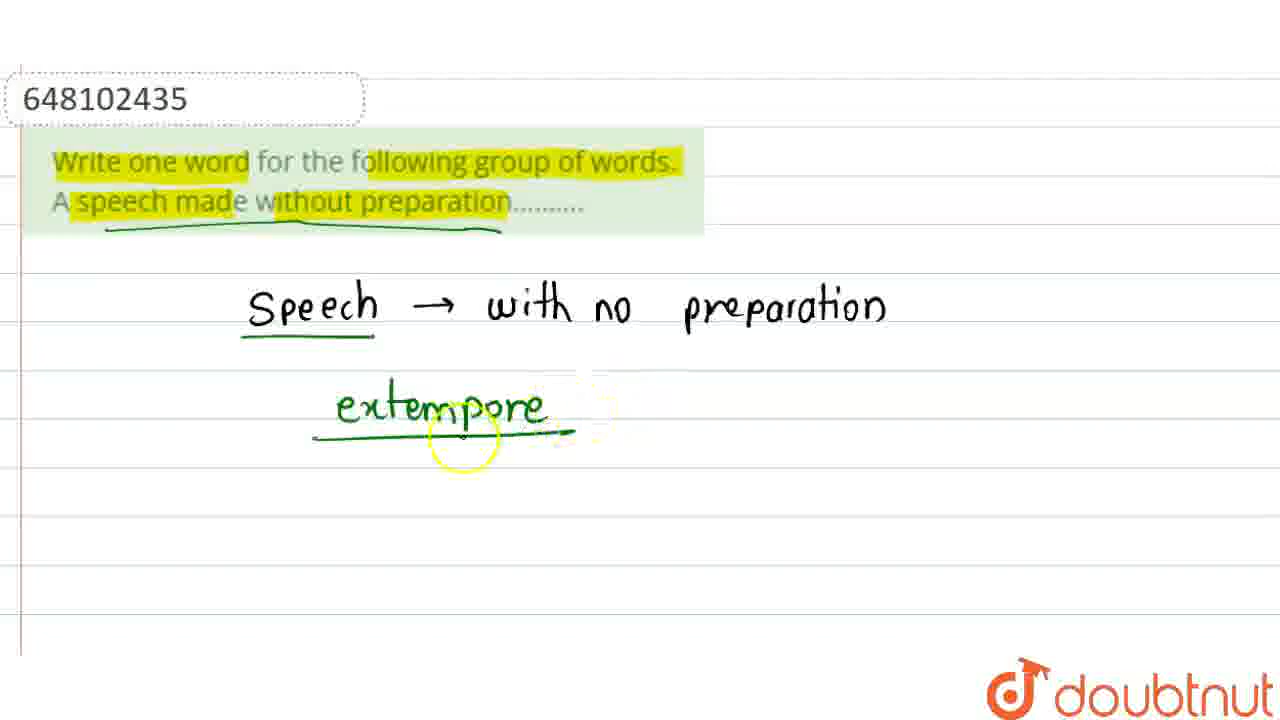 648102435
Write one word for the following group of words.
A speech made without preparation..........
Speech → with no preparation
extempore
doubtnut